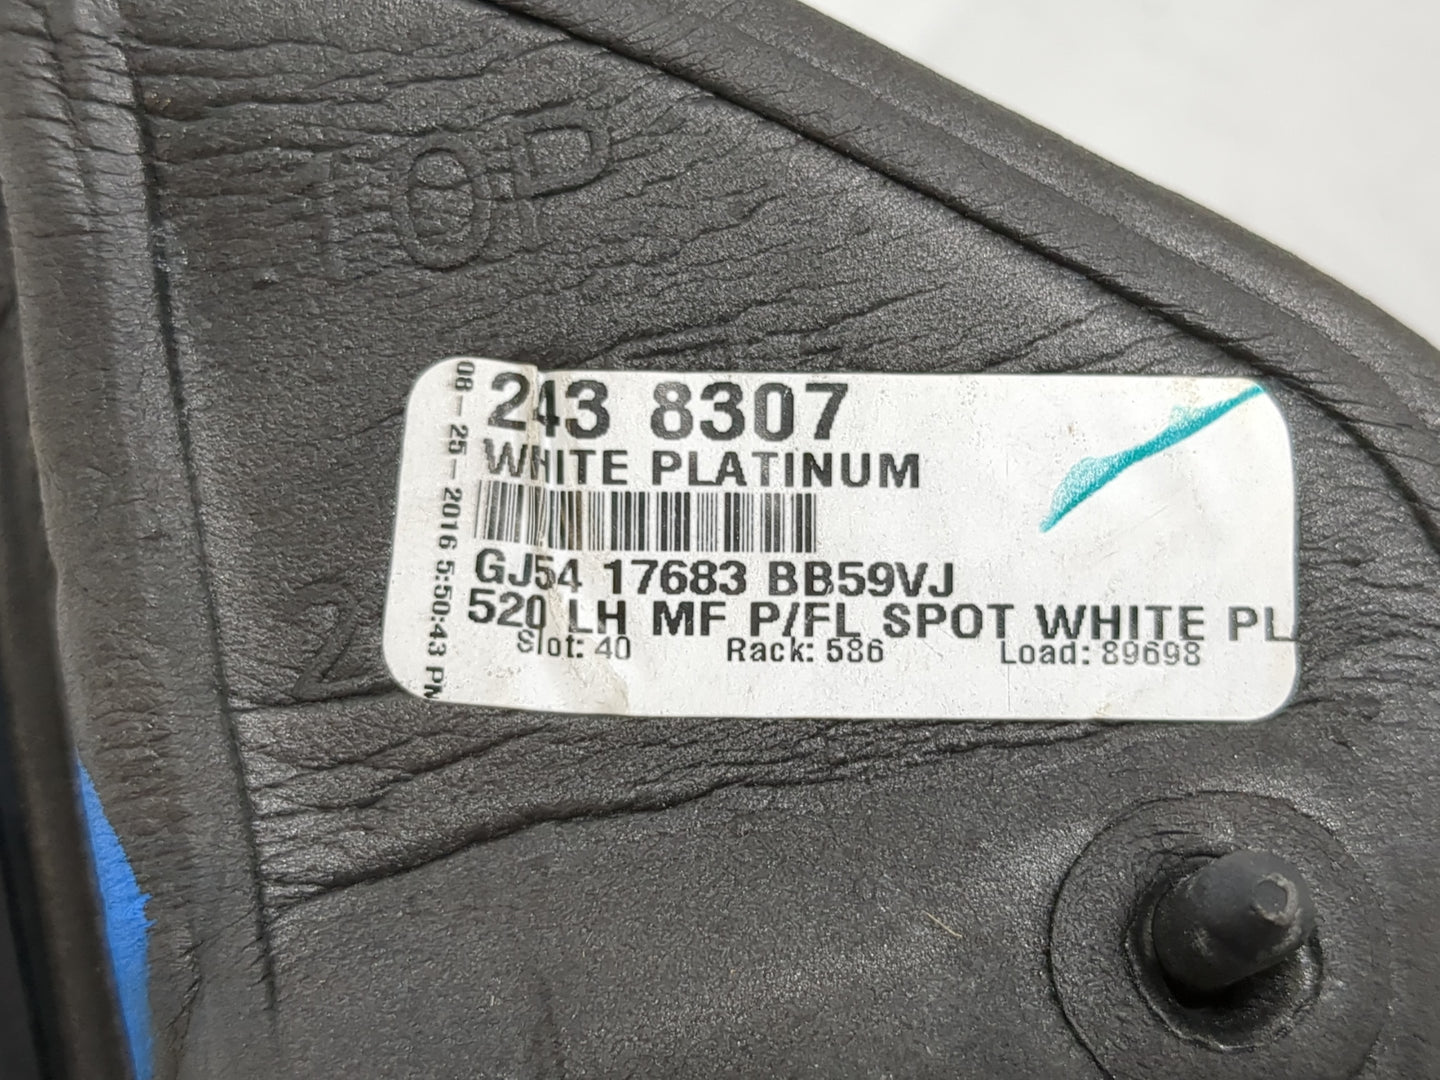 TOP
243 8307
WHITE PLATINUM
GJ54 17683 BB59VJ
520 LH MF P/FL SPOT WHITE PL
Slot: 40 Rack: 586 Load: 89698
08-25-2016 5:50:43 PM
2